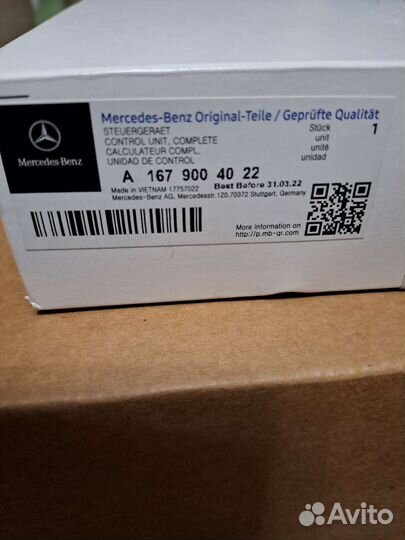 Mercedes-Benz
Mercedes-Benz Original-Teile / Geprüfte Qualität
STEUERGERAET
CONTROL UNIT, COMPLETE
CALCULATEUR COMPL.
UNIDAD DE CONTROL
Stück 1
unit
unité
unidad
A 167 900 40 22
Made in VIETNAM 17757022 Best Before 31.03.22
Mercedes-Benz AG, Mercedesstr.120,70372 Stuttgart, Germany
More information on
http://p.mb-qr.com
Avito